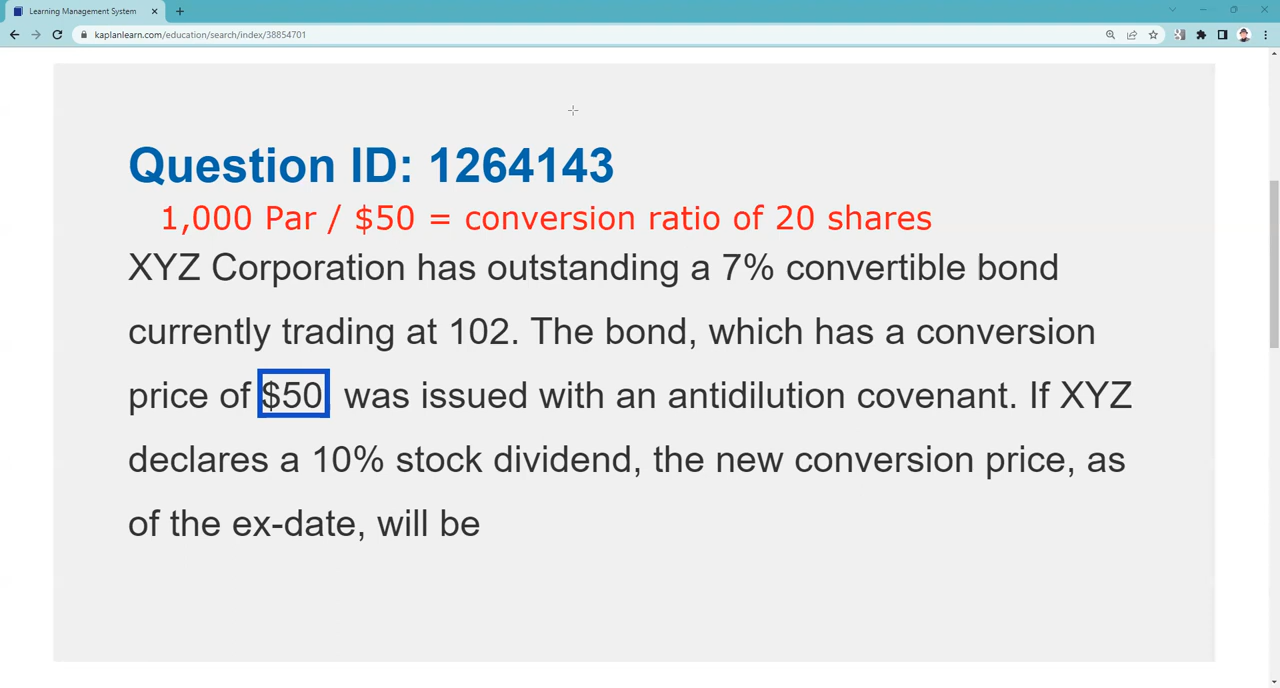 Learning Management System
kaplanlearn.com/education/search/index/38854701
Question ID: 1264143
1,000 Par / $50 = conversion ratio of 20 shares
XYZ Corporation has outstanding a 7% convertible bond
currently trading at 102. The bond, which has a conversion
price of $50, was issued with an antidilution covenant. If XYZ
declares a 10% stock dividend, the new conversion price, as
of the ex-date, will be